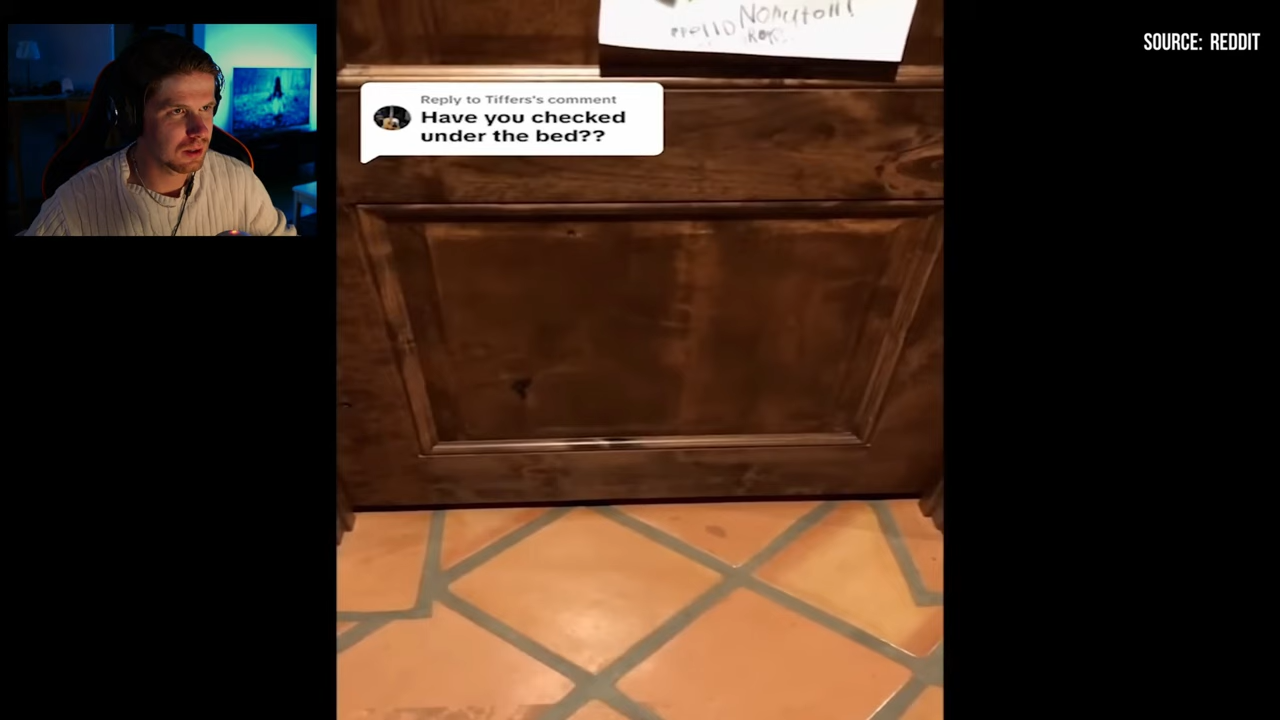 SOURCE: REDDIT
Reply to Tiffers's comment
Have you checked
under the bed??